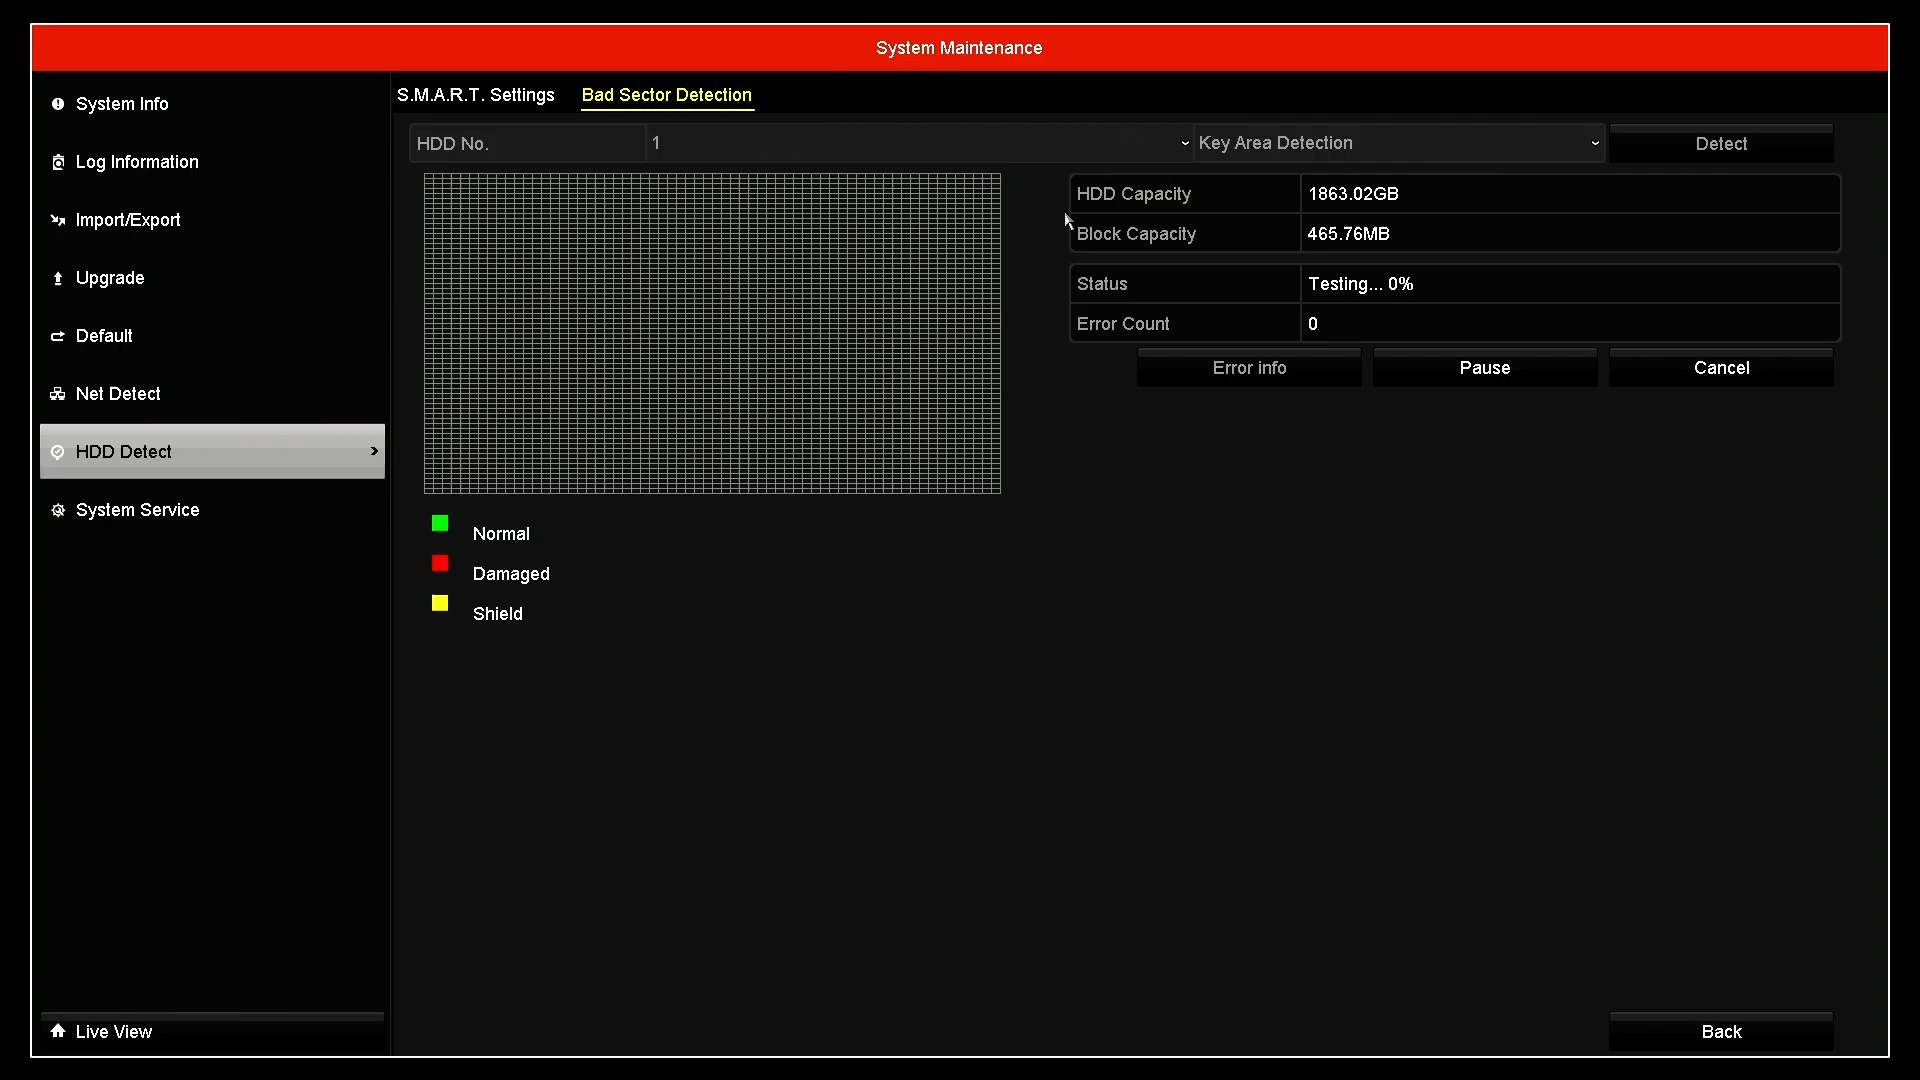 System Maintenance
System Info
Log Information
Import/Export
Upgrade
Default
Net Detect
HDD Detect
System Service
Live View
S.M.A.R.T. Settings Bad Sector Detection
HDD No. 1 Key Area Detection Detect
HDD Capacity 1863.02GB
Block Capacity 465.76MB
Status Testing... 0%
Error Count 0
Error info Pause Cancel
Normal
Damaged
Shield
Back